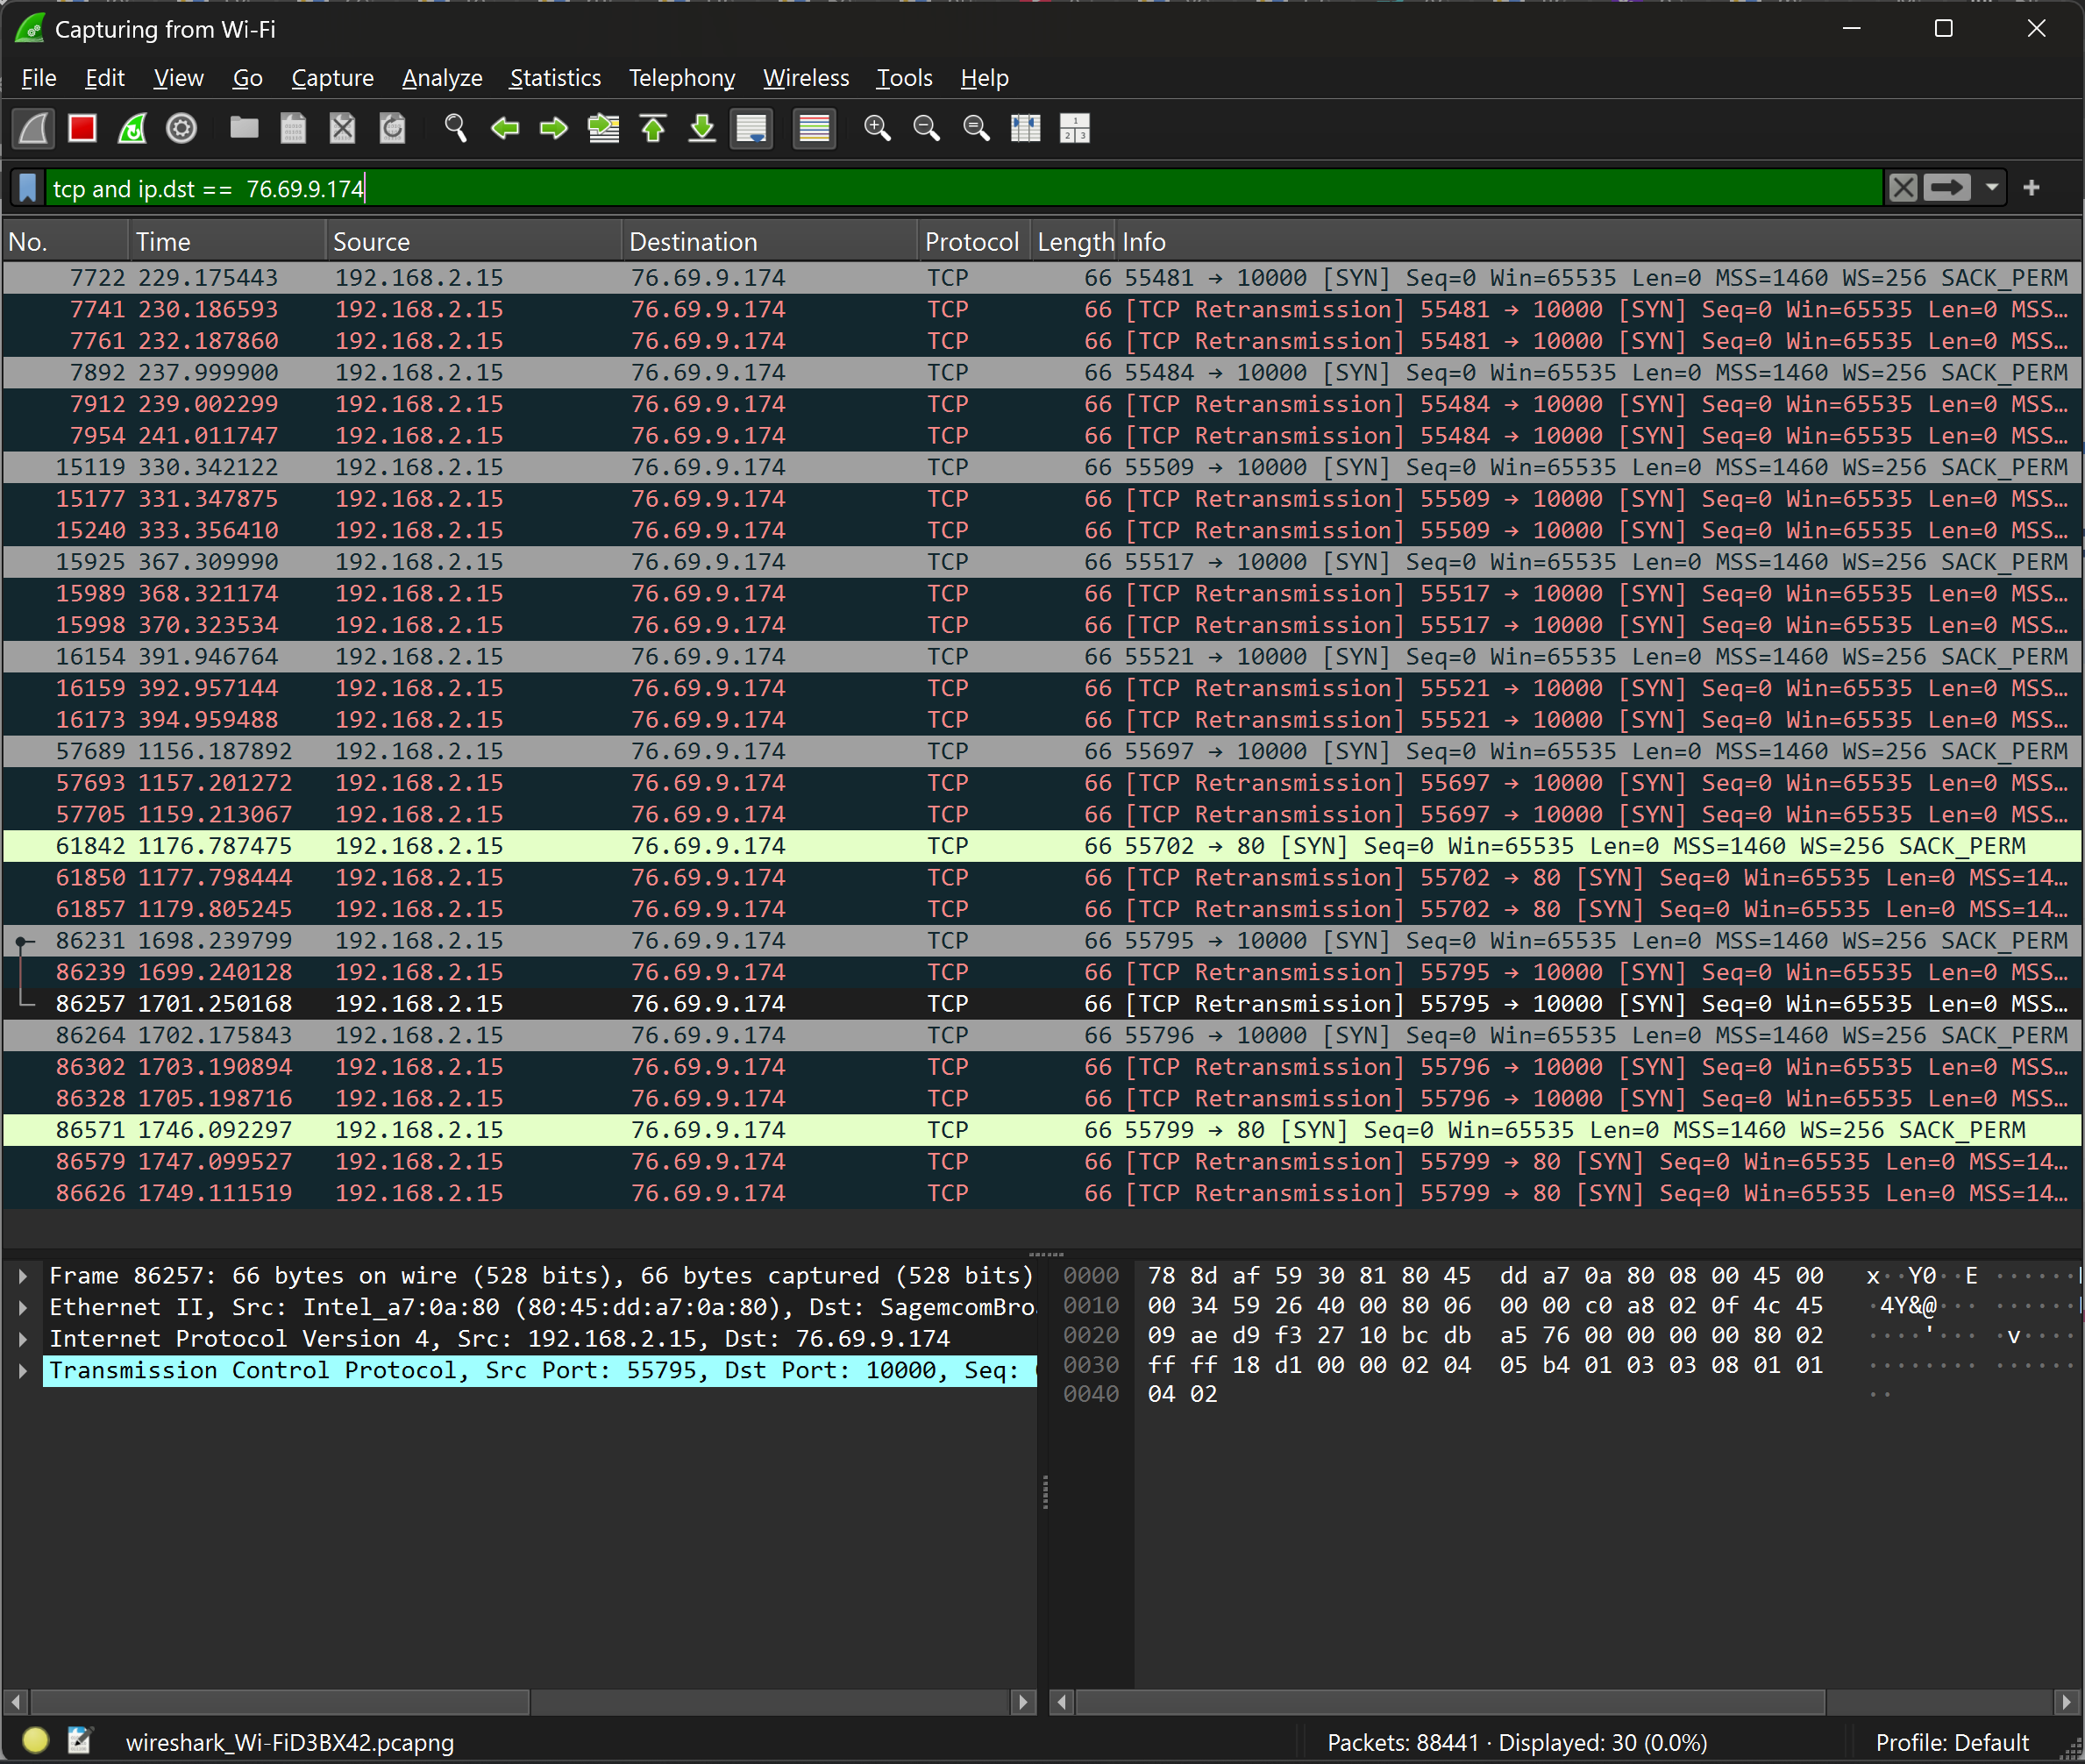 Capturing from Wi-Fi
File Edit View Go Capture Analyze Statistics Telephony Wireless Tools Help
tcp and ip.dst ==  76.69.9.174
No. Time Source Destination Protocol Length Info
7722 229.175443 192.168.2.15 76.69.9.174 TCP 66 55481 → 10000 [SYN] Seq=0 Win=65535 Len=0 MSS=1460 WS=256 SACK_PERM
7741 230.186593 192.168.2.15 76.69.9.174 TCP 66 [TCP Retransmission] 55481 → 10000 [SYN] Seq=0 Win=65535 Len=0 MSS…
7761 232.187860 192.168.2.15 76.69.9.174 TCP 66 [TCP Retransmission] 55481 → 10000 [SYN] Seq=0 Win=65535 Len=0 MSS…
7892 237.999900 192.168.2.15 76.69.9.174 TCP 66 55484 → 10000 [SYN] Seq=0 Win=65535 Len=0 MSS=1460 WS=256 SACK_PERM
7912 239.002299 192.168.2.15 76.69.9.174 TCP 66 [TCP Retransmission] 55484 → 10000 [SYN] Seq=0 Win=65535 Len=0 MSS…
7954 241.011747 192.168.2.15 76.69.9.174 TCP 66 [TCP Retransmission] 55484 → 10000 [SYN] Seq=0 Win=65535 Len=0 MSS…
15119 330.342122 192.168.2.15 76.69.9.174 TCP 66 55509 → 10000 [SYN] Seq=0 Win=65535 Len=0 MSS=1460 WS=256 SACK_PERM
15177 331.347875 192.168.2.15 76.69.9.174 TCP 66 [TCP Retransmission] 55509 → 10000 [SYN] Seq=0 Win=65535 Len=0 MSS…
15240 333.356410 192.168.2.15 76.69.9.174 TCP 66 [TCP Retransmission] 55509 → 10000 [SYN] Seq=0 Win=65535 Len=0 MSS…
15925 367.309990 192.168.2.15 76.69.9.174 TCP 66 55517 → 10000 [SYN] Seq=0 Win=65535 Len=0 MSS=1460 WS=256 SACK_PERM
15989 368.321174 192.168.2.15 76.69.9.174 TCP 66 [TCP Retransmission] 55517 → 10000 [SYN] Seq=0 Win=65535 Len=0 MSS…
15998 370.323534 192.168.2.15 76.69.9.174 TCP 66 [TCP Retransmission] 55517 → 10000 [SYN] Seq=0 Win=65535 Len=0 MSS…
16154 391.946764 192.168.2.15 76.69.9.174 TCP 66 55521 → 10000 [SYN] Seq=0 Win=65535 Len=0 MSS=1460 WS=256 SACK_PERM
16159 392.957144 192.168.2.15 76.69.9.174 TCP 66 [TCP Retransmission] 55521 → 10000 [SYN] Seq=0 Win=65535 Len=0 MSS…
16173 394.959488 192.168.2.15 76.69.9.174 TCP 66 [TCP Retransmission] 55521 → 10000 [SYN] Seq=0 Win=65535 Len=0 MSS…
57689 1156.187892 192.168.2.15 76.69.9.174 TCP 66 55697 → 10000 [SYN] Seq=0 Win=65535 Len=0 MSS=1460 WS=256 SACK_PERM
57693 1157.201272 192.168.2.15 76.69.9.174 TCP 66 [TCP Retransmission] 55697 → 10000 [SYN] Seq=0 Win=65535 Len=0 MSS…
57705 1159.213067 192.168.2.15 76.69.9.174 TCP 66 [TCP Retransmission] 55697 → 10000 [SYN] Seq=0 Win=65535 Len=0 MSS…
61842 1176.787475 192.168.2.15 76.69.9.174 TCP 66 55702 → 80 [SYN] Seq=0 Win=65535 Len=0 MSS=1460 WS=256 SACK_PERM
61850 1177.798444 192.168.2.15 76.69.9.174 TCP 66 [TCP Retransmission] 55702 → 80 [SYN] Seq=0 Win=65535 Len=0 MSS=14…
61857 1179.805245 192.168.2.15 76.69.9.174 TCP 66 [TCP Retransmission] 55702 → 80 [SYN] Seq=0 Win=65535 Len=0 MSS=14…
86231 1698.239799 192.168.2.15 76.69.9.174 TCP 66 55795 → 10000 [SYN] Seq=0 Win=65535 Len=0 MSS=1460 WS=256 SACK_PERM
86239 1699.240128 192.168.2.15 76.69.9.174 TCP 66 [TCP Retransmission] 55795 → 10000 [SYN] Seq=0 Win=65535 Len=0 MSS…
86257 1701.250168 192.168.2.15 76.69.9.174 TCP 66 [TCP Retransmission] 55795 → 10000 [SYN] Seq=0 Win=65535 Len=0 MSS…
86264 1702.175843 192.168.2.15 76.69.9.174 TCP 66 55796 → 10000 [SYN] Seq=0 Win=65535 Len=0 MSS=1460 WS=256 SACK_PERM
86302 1703.190894 192.168.2.15 76.69.9.174 TCP 66 [TCP Retransmission] 55796 → 10000 [SYN] Seq=0 Win=65535 Len=0 MSS…
86328 1705.198716 192.168.2.15 76.69.9.174 TCP 66 [TCP Retransmission] 55796 → 10000 [SYN] Seq=0 Win=65535 Len=0 MSS…
86571 1746.092297 192.168.2.15 76.69.9.174 TCP 66 55799 → 80 [SYN] Seq=0 Win=65535 Len=0 MSS=1460 WS=256 SACK_PERM
86579 1747.099527 192.168.2.15 76.69.9.174 TCP 66 [TCP Retransmission] 55799 → 80 [SYN] Seq=0 Win=65535 Len=0 MSS=14…
86626 1749.111519 192.168.2.15 76.69.9.174 TCP 66 [TCP Retransmission] 55799 → 80 [SYN] Seq=0 Win=65535 Len=0 MSS=14…
Frame 86257: 66 bytes on wire (528 bits), 66 bytes captured (528 bits)
Ethernet II, Src: Intel_a7:0a:80 (80:45:dd:a7:0a:80), Dst: SagemcomBro
Internet Protocol Version 4, Src: 192.168.2.15, Dst: 76.69.9.174
Transmission Control Protocol, Src Port: 55795, Dst Port: 10000, Seq:
0000 78 8d af 59 30 81 80 45 dd a7 0a 80 08 00 45 00 x··Y0··E ······
0010 00 34 59 26 40 00 80 06 00 00 c0 a8 02 0f 4c 45 ·4Y&@··· ······
0020 09 ae d9 f3 27 10 bc db a5 76 00 00 00 00 80 02 ····'··· ·v····
0030 ff ff 18 d1 00 00 02 04 05 b4 01 03 03 08 01 01 ········ ······
0040 04 02 ··
wireshark_Wi-FiD3BX42.pcapng
Packets: 88441 · Displayed: 30 (0.0%)
Profile: Default